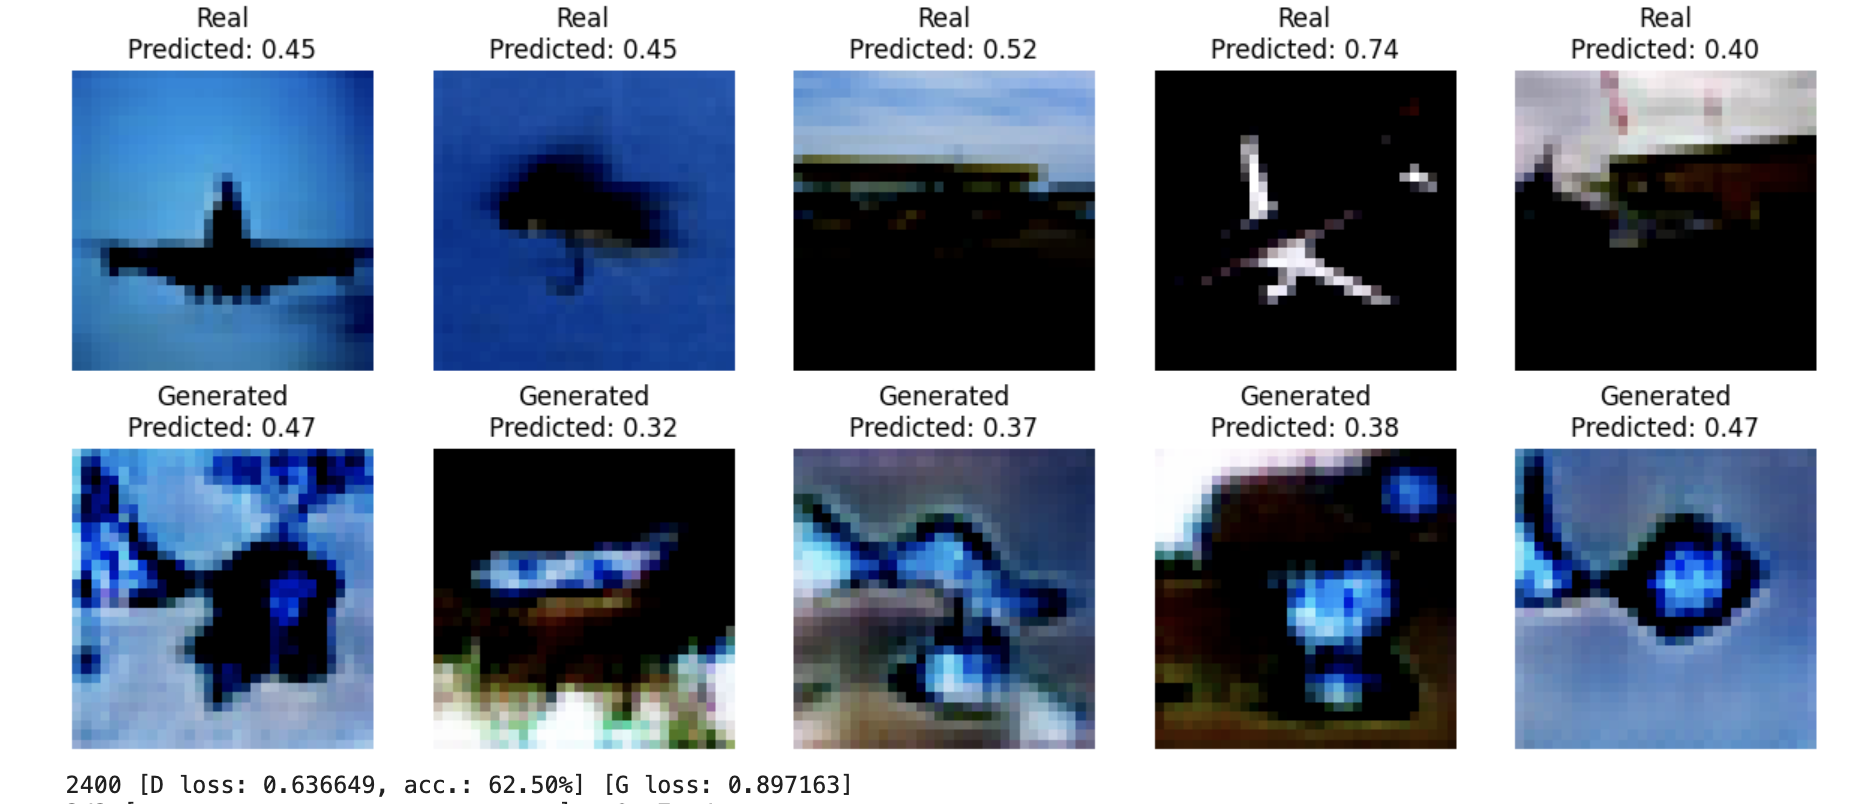 Real
Predicted: 0.45
Real
Predicted: 0.45
Real
Predicted: 0.52
Real
Predicted: 0.74
Real
Predicted: 0.40
Generated
Predicted: 0.47
Generated
Predicted: 0.32
Generated
Predicted: 0.37
Generated
Predicted: 0.38
Generated
Predicted: 0.47
2400 [D loss: 0.636649, acc.: 62.50%] [G loss: 0.897163]